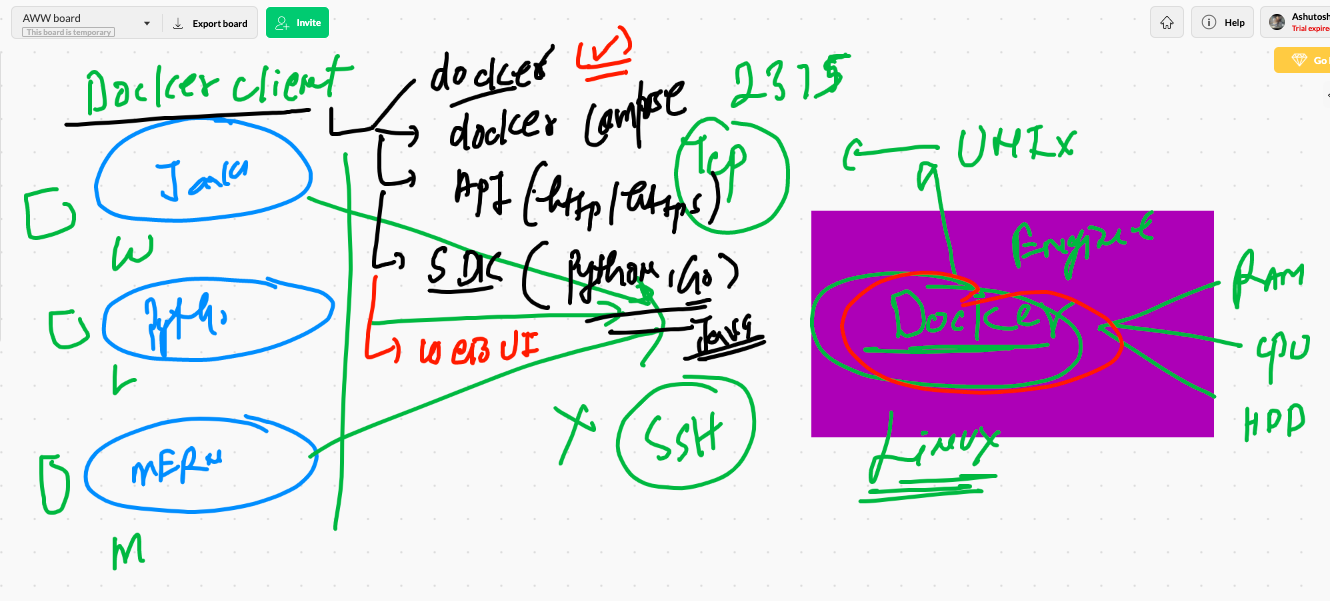 AWW board
This board is temporary
Export board
Invite
Help
Ashutosh
Trial expire
Go
Docker client
docker
docker compose
API (http/https)
SDK (Python, Go)
Java
WEB UI
2375
TCP
SSH
X
UNIX
Engine
Docker
Linux
RAM
CPU
HDD
Java
W
L
MERN
M